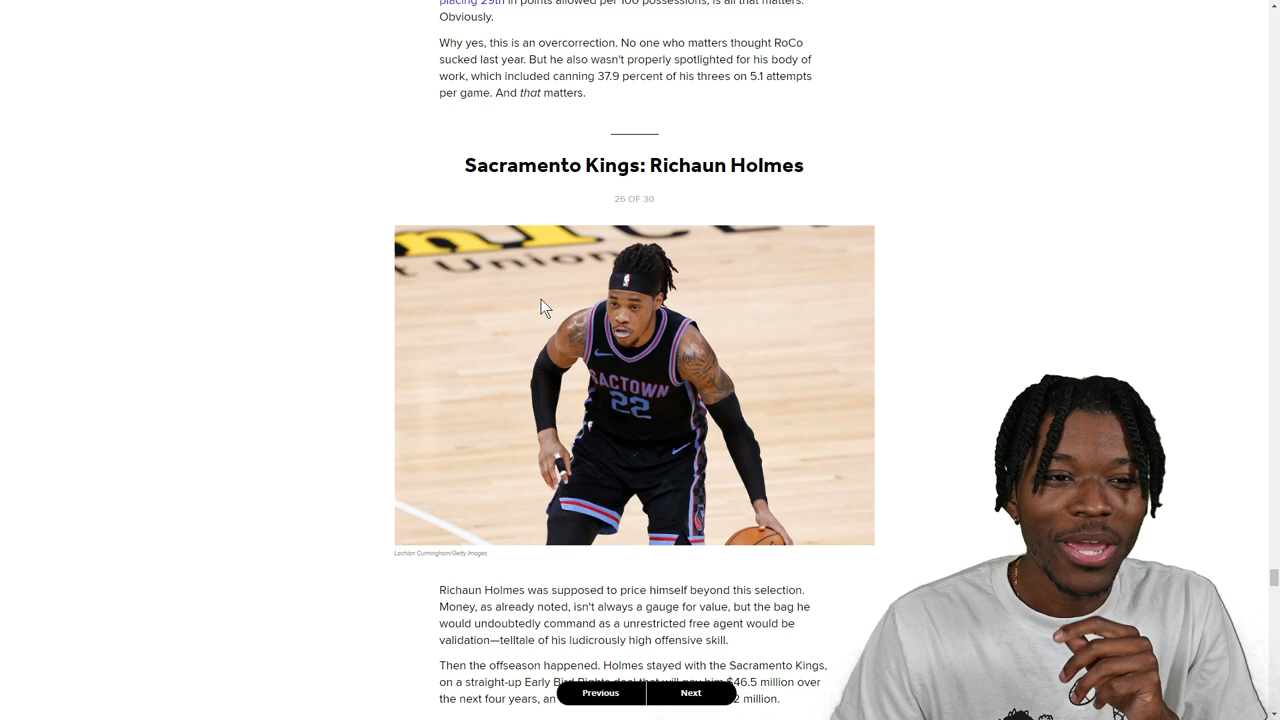 placing 29th in points allowed per 100 possessions, is all that matters.
Obviously.
Why yes, this is an overcorrection. No one who matters thought RoCo
sucked last year. But he also wasn't properly spotlighted for his body of
work, which included canning 37.9 percent of his threes on 5.1 attempts
per game. And that matters.
Sacramento Kings: Richaun Holmes
26 OF 30
t Union
SACTOWN
22
Lachlan Cunningham/Getty Images
Richaun Holmes was supposed to price himself beyond this selection.
Money, as already noted, isn't always a gauge for value, but the bag he
would undoubtedly command as a unrestricted free agent would be
validation—telltale of his ludicrously high offensive skill.
Then the offseason happened. Holmes stayed with the Sacramento Kings,
on a straight-up Early Bird Rights deal that will pay him $46.5 million over
the next four years, an 2 million.
Previous
Next